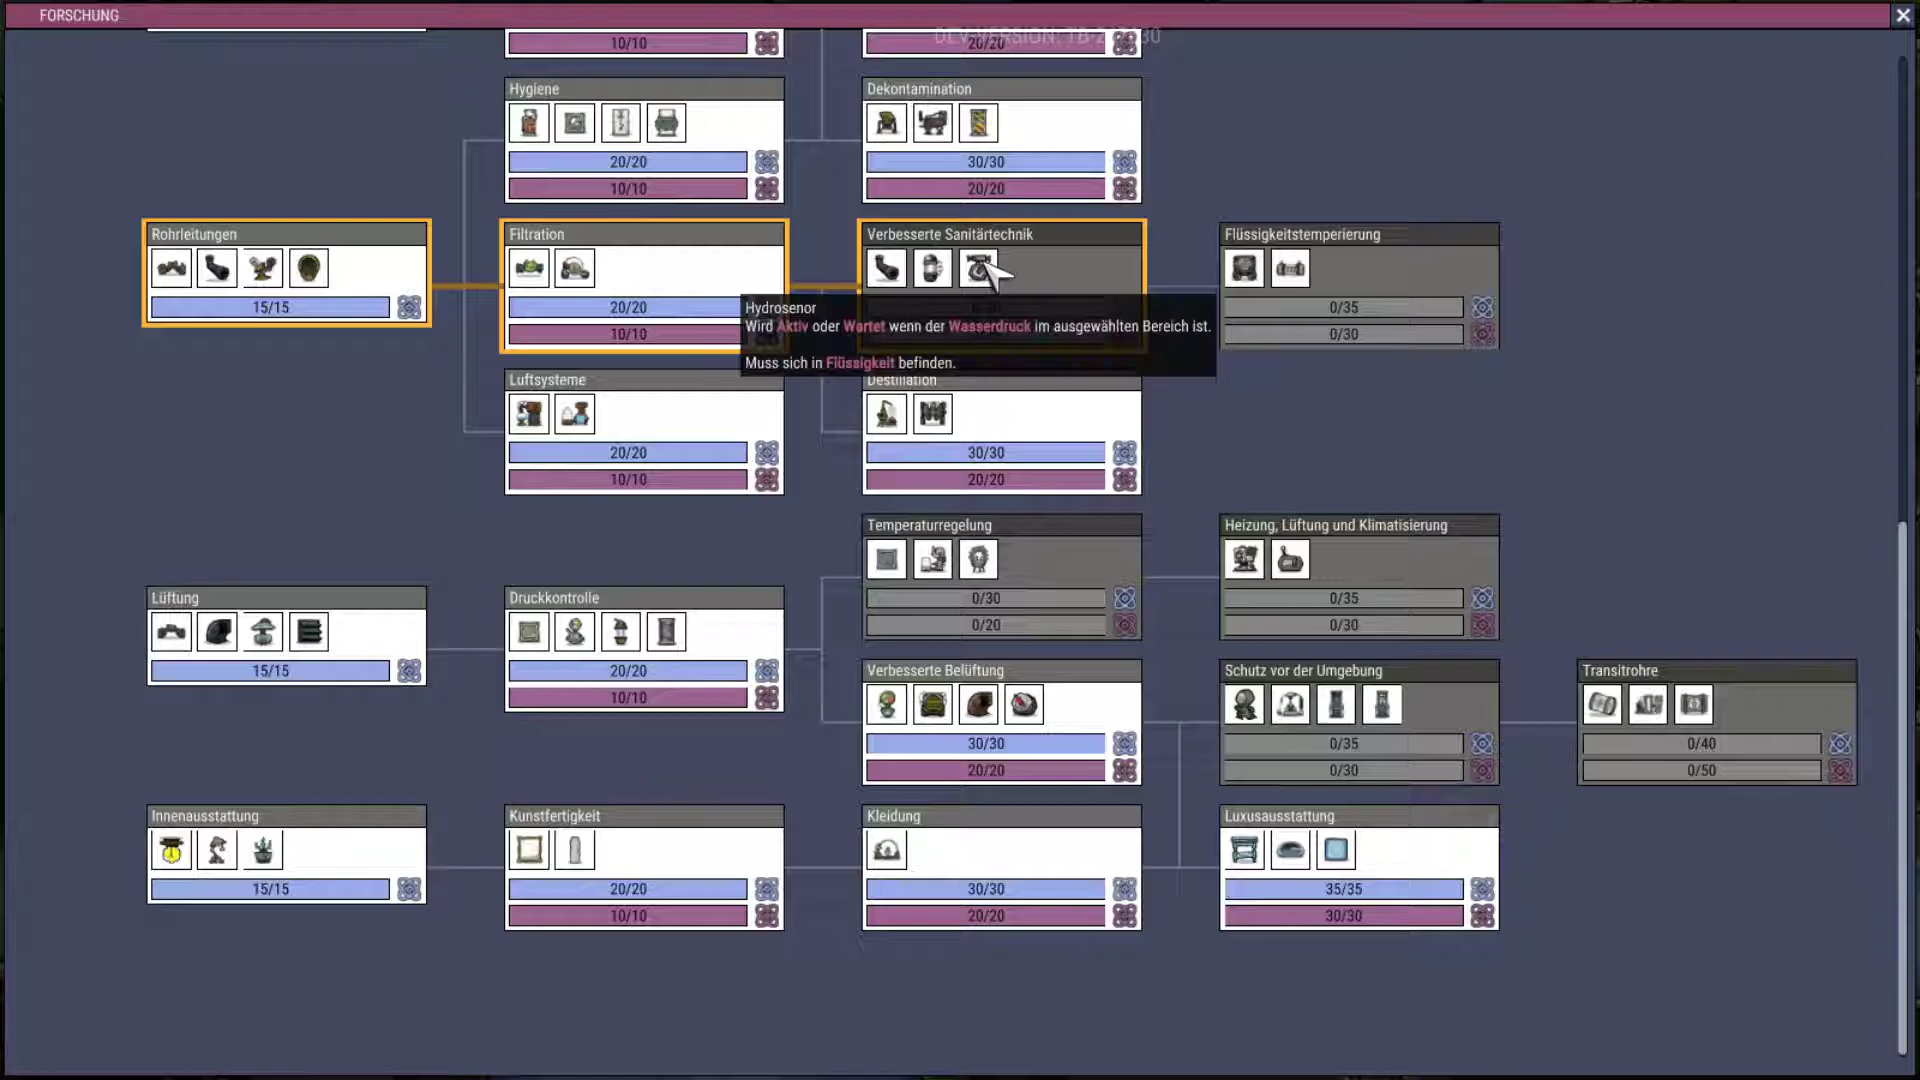 FORSCHUNG
10/10
20/20
Hygiene
20/20
10/10
Dekontamination
30/30
20/20
Rohrleitungen
15/15
Filtration
20/20
10/10
Verbesserte Sanitärtechnik
Flüssigkeitstemperierung
0/35
0/30
Hydrosenor
Wird Aktiv oder Wartet wenn der Wasserdruck im ausgewählten Bereich ist.
Muss sich in Flüssigkeit befinden.
Luftsysteme
20/20
10/10
Destillation
30/30
20/20
Temperaturregelung
0/30
0/20
Heizung, Lüftung und Klimatisierung
0/35
0/30
Lüftung
15/15
Druckkontrolle
20/20
10/10
Verbesserte Belüftung
30/30
20/20
Schutz vor der Umgebung
0/35
0/30
Transitrohre
0/40
0/50
Innenausstattung
15/15
Kunstfertigkeit
20/20
10/10
Kleidung
30/30
20/20
Luxusausstattung
35/35
30/30